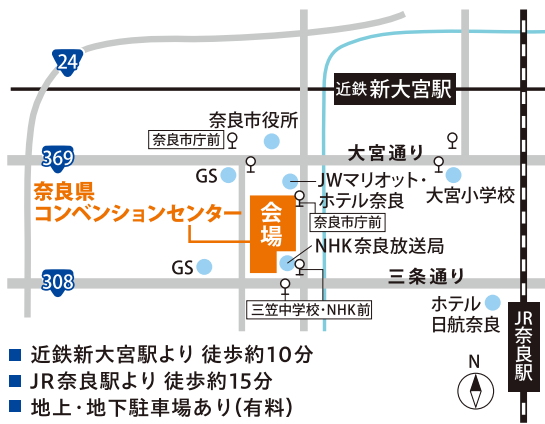 24
近鉄 新大宮駅
奈良市役所
奈良市庁前
369
大宮通り
GS
JWマリオット・
ホテル奈良
大宮小学校
奈良県
コンベンションセンター
会場
奈良市庁前
NHK奈良放送局
GS
308
三条通り
三笠中学校・NHK前
ホテル
日航奈良
JR奈良駅
近鉄新大宮駅より 徒歩約10分
JR奈良駅より 徒歩約15分
地上・地下駐車場あり(有料)
N